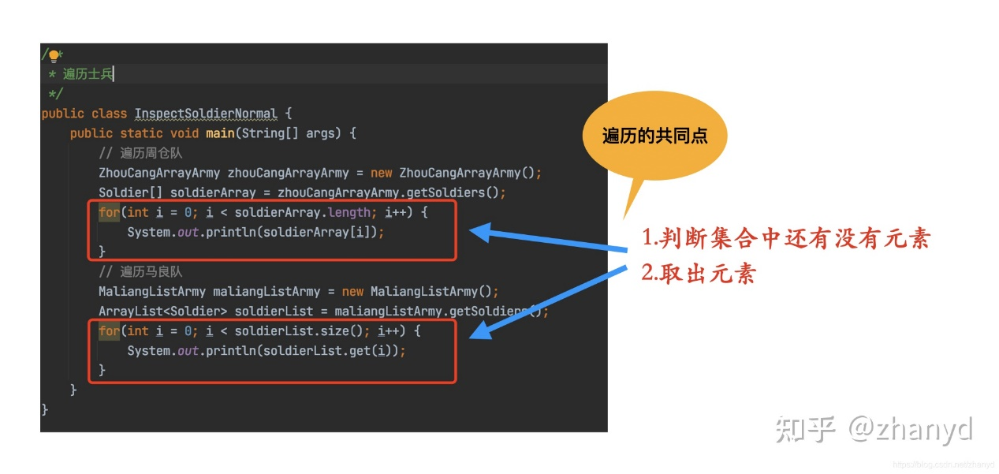 /**
* 遍历士兵
*/
public class InspectSoldierNormal {
public static void main(String[] args) {
// 遍历周仓队
ZhouCangArrayArmy zhouCangArrayArmy = new ZhouCangArrayArmy();
Soldier[] soldierArray = zhouCangArrayArmy.getSoldiers();
for(int i = 0; i < soldierArray.length; i++) {
System.out.println(soldierArray[i]);
}
// 遍历马良队
MaliangListArmy maliangListArmy = new MaliangListArmy();
ArrayList<Soldier> soldierList = maliangListArmy.getSoldiers();
for(int i = 0; i < soldierList.size(); i++) {
System.out.println(soldierList.get(i));
}
}
}
遍历的共同点
1.判断集合中还有没有元素
2.取出元素
知乎 @zhanyd
https://blog.csdn.net/zhanyd